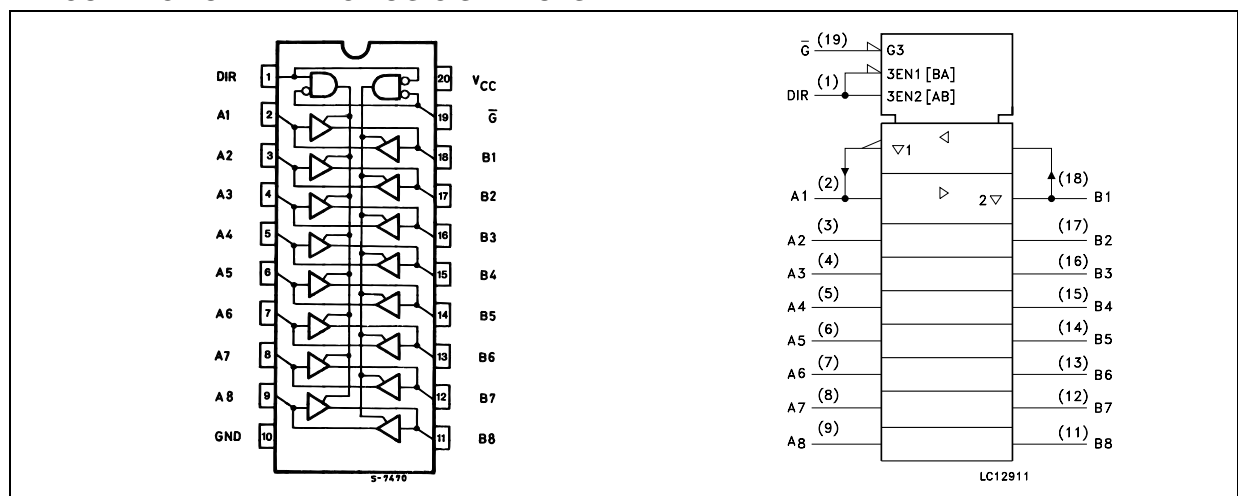 DIR 1 20 VCC
A1 2 19 G̅
A2 3 18 B1
A3 4 17 B2
A4 5 16 B3
A5 6 15 B4
A6 7 14 B5
A7 8 13 B6
A8 9 12 B7
GND 10 11 B8
S-7470
G̅ (19) G3
3EN1 [BA]
DIR (1) 3EN2 [AB]
▽1 ◁
A1 (2) ▷ 2▽ (18) B1
A2 (3) (17) B2
A3 (4) (16) B3
A4 (5) (15) B4
A5 (6) (14) B5
A6 (7) (13) B6
A7 (8) (12) B7
A8 (9) (11) B8
LC12911